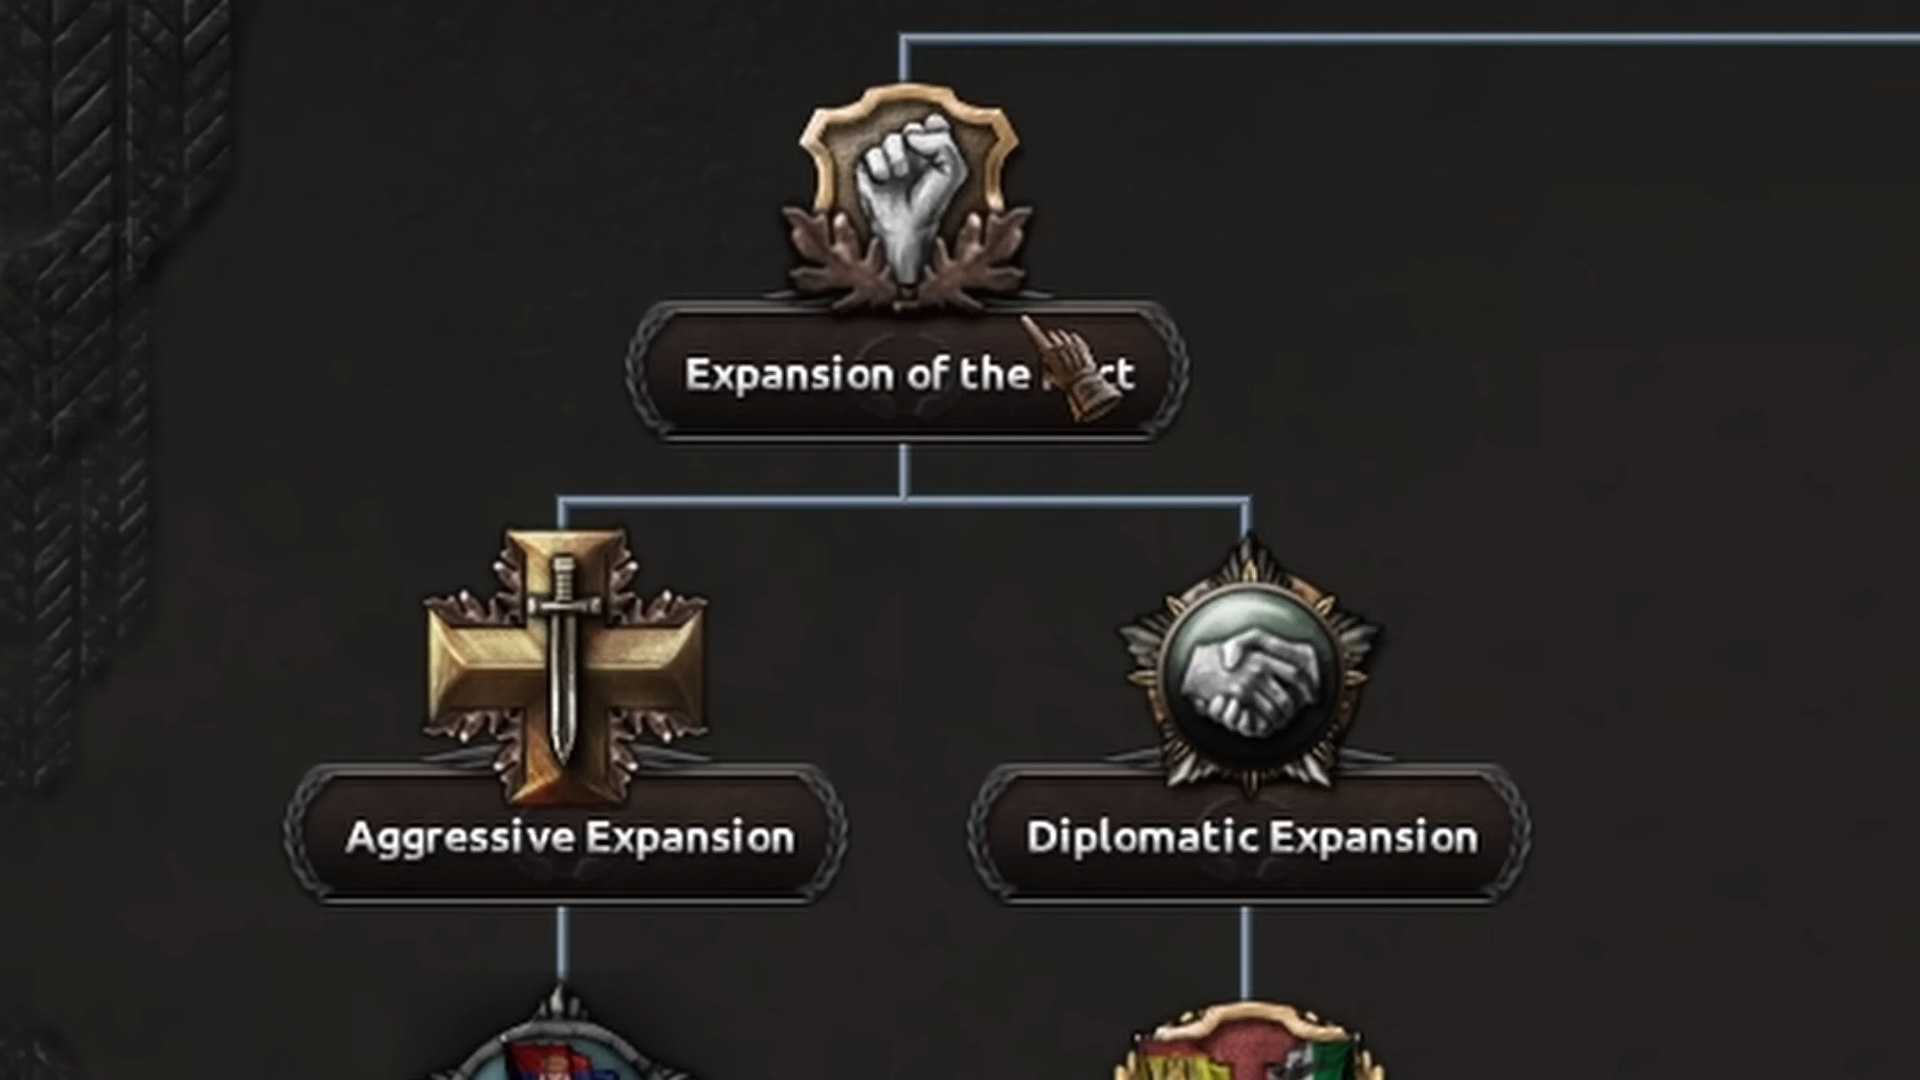 Expansion of the
Aggressive Expansion
Diplomatic Expansion